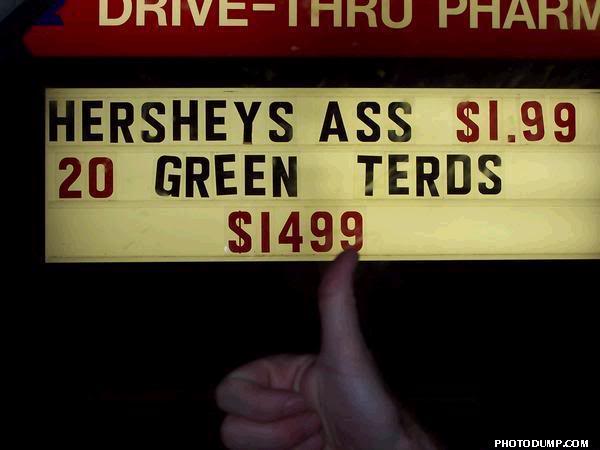 DRIVE-THRU PHARM
HERSHEYS ASS $1.99
20 GREEN TERDS
$1499
PHOTODUMP.COM